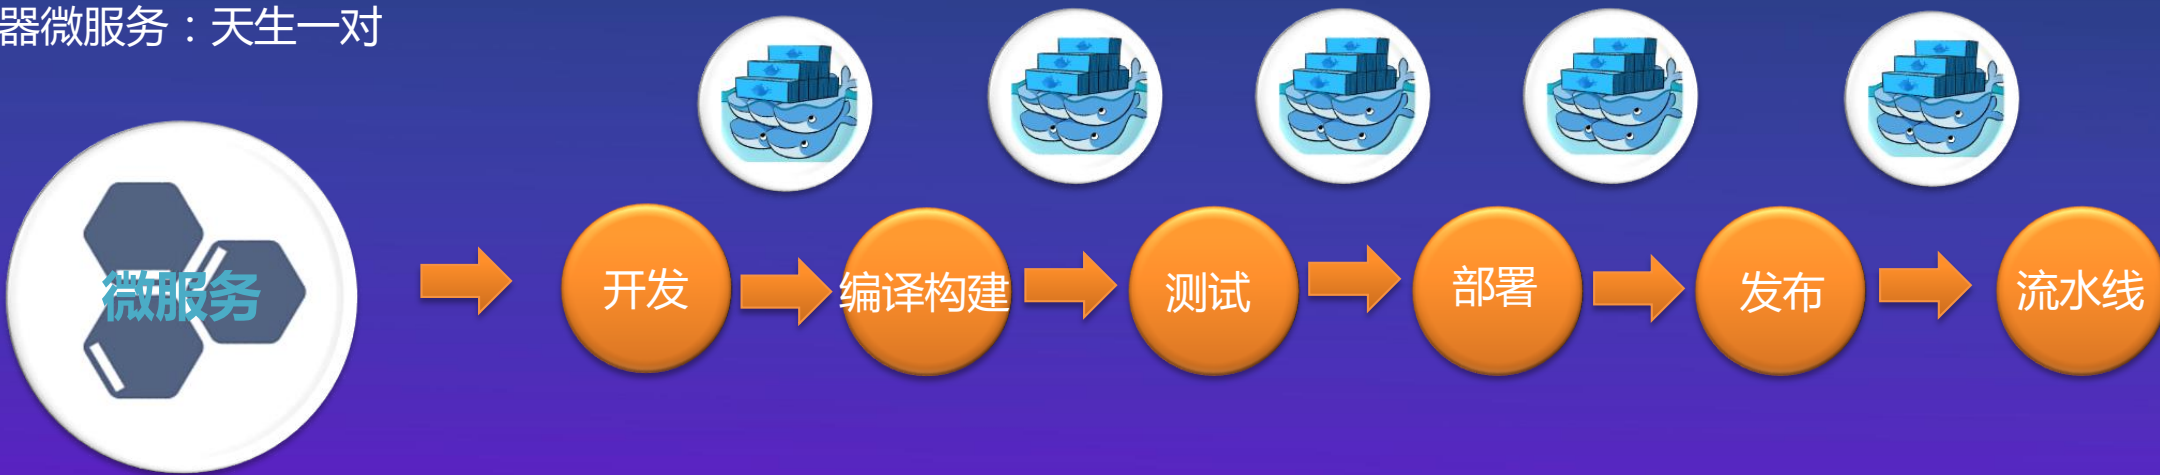 器微服务：天生一对
微服务
开发
编译构建
测试
部署
发布
流水线